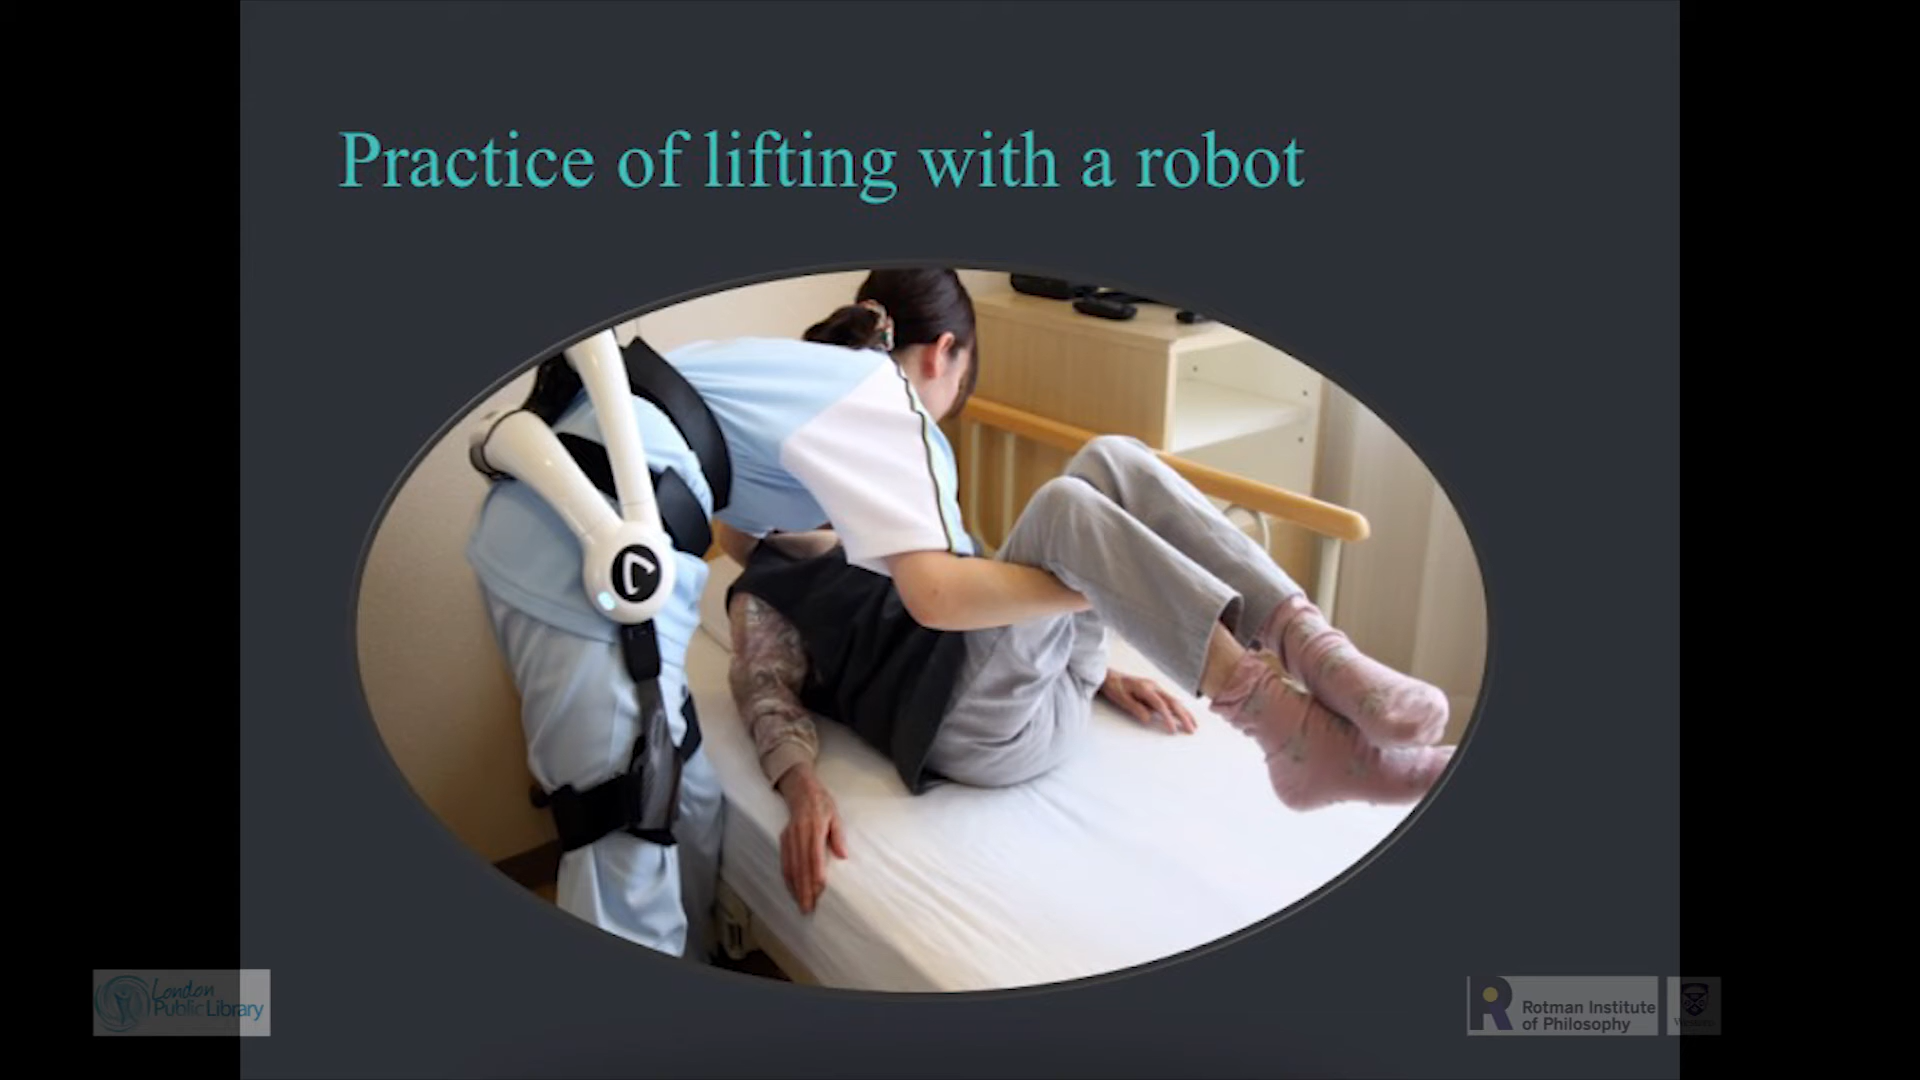 Practice of lifting with a robot
London
Public Library
Rotman Institute
of Philosophy